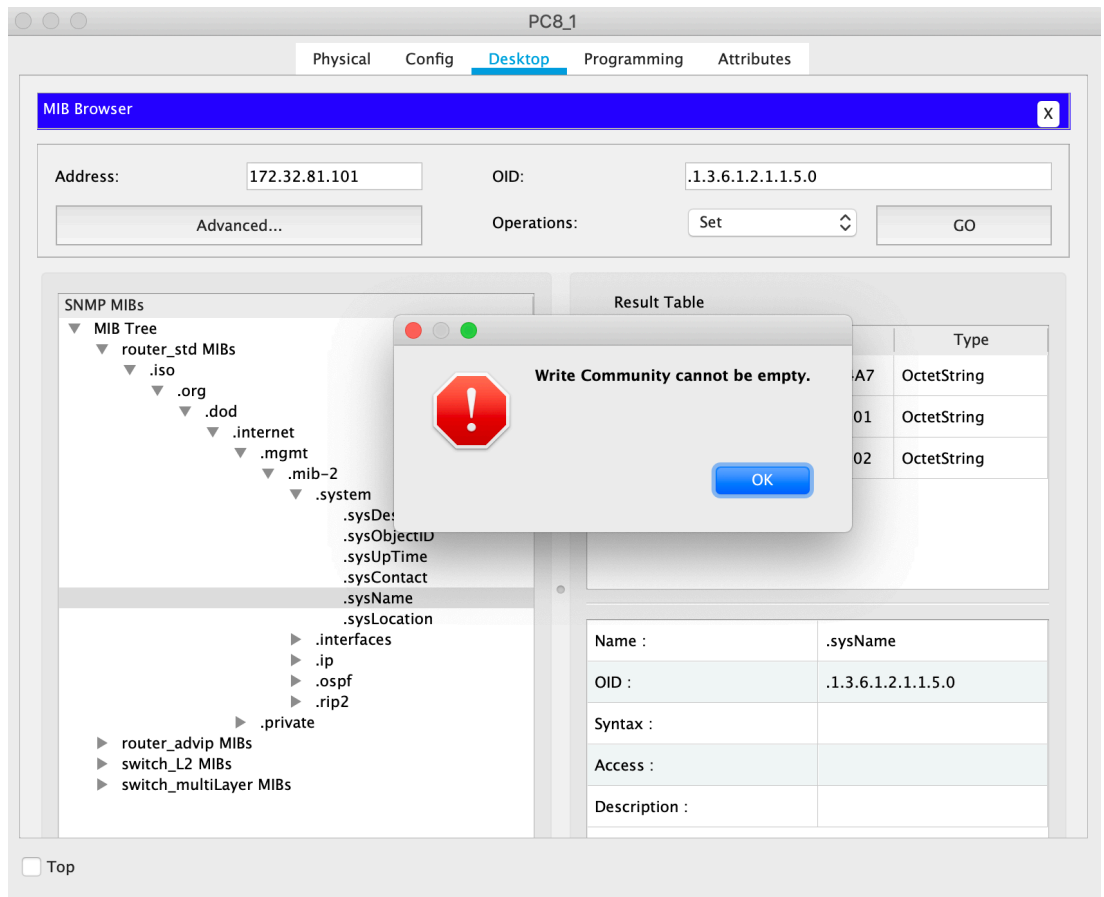 PC8_1
Physical Config Desktop Programming Attributes
MIB Browser
X
Address: 172.32.81.101 OID: .1.3.6.1.2.1.1.5.0
Advanced... Operations: Set GO
SNMP MIBs
MIB Tree
router_std MIBs
.iso
.org
.dod
.internet
.mgmt
.mib-2
.system
.sysDes
.sysObjectID
.sysUpTime
.sysContact
.sysName
.sysLocation
.interfaces
.ip
.ospf
.rip2
.private
router_advip MIBs
switch_L2 MIBs
switch_multiLayer MIBs
Result Table
Type
A7 OctetString
01 OctetString
02 OctetString
Write Community cannot be empty.
OK
Name : .sysName
OID : .1.3.6.1.2.1.1.5.0
Syntax :
Access :
Description :
Top